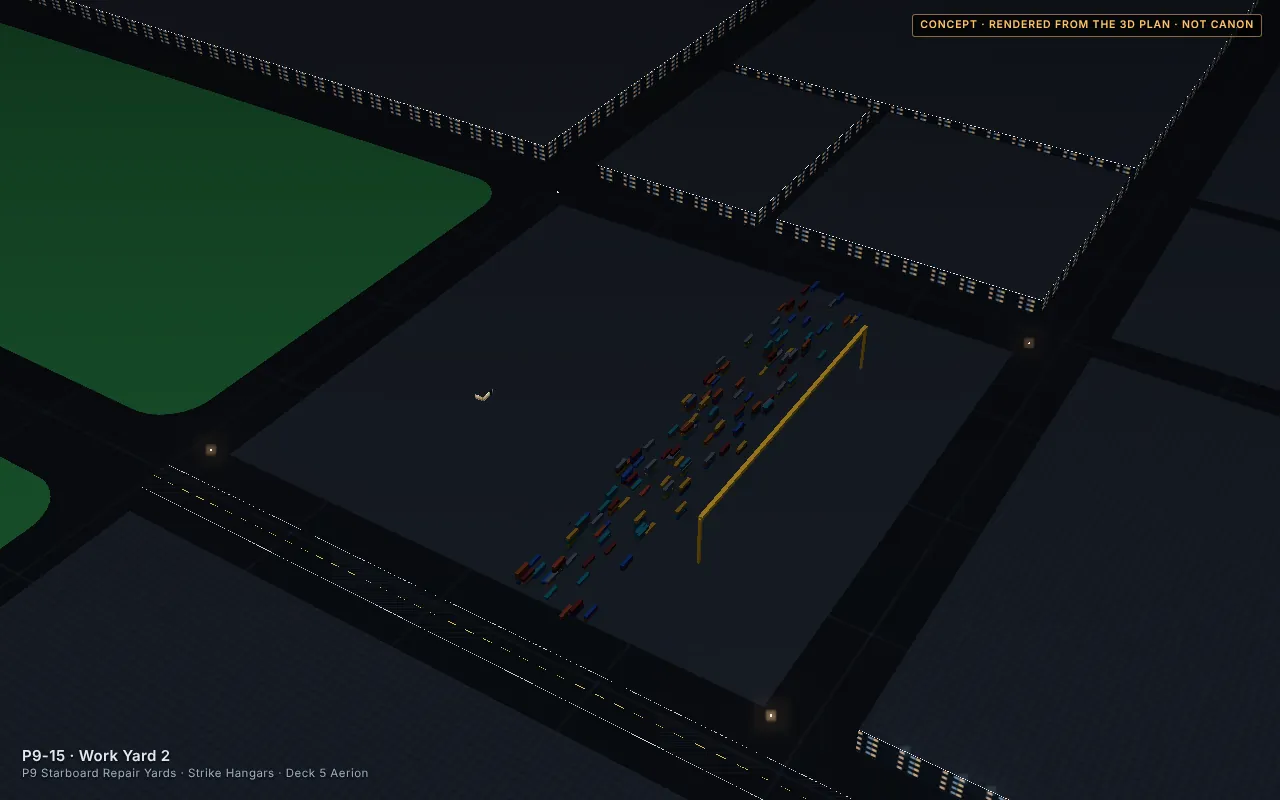 CONCEPT · RENDERED FROM THE 3D PLAN · NOT CANON
P9-15 · Work Yard 2
P9 Starboard Repair Yards · Strike Hangars · Deck 5 Aerion